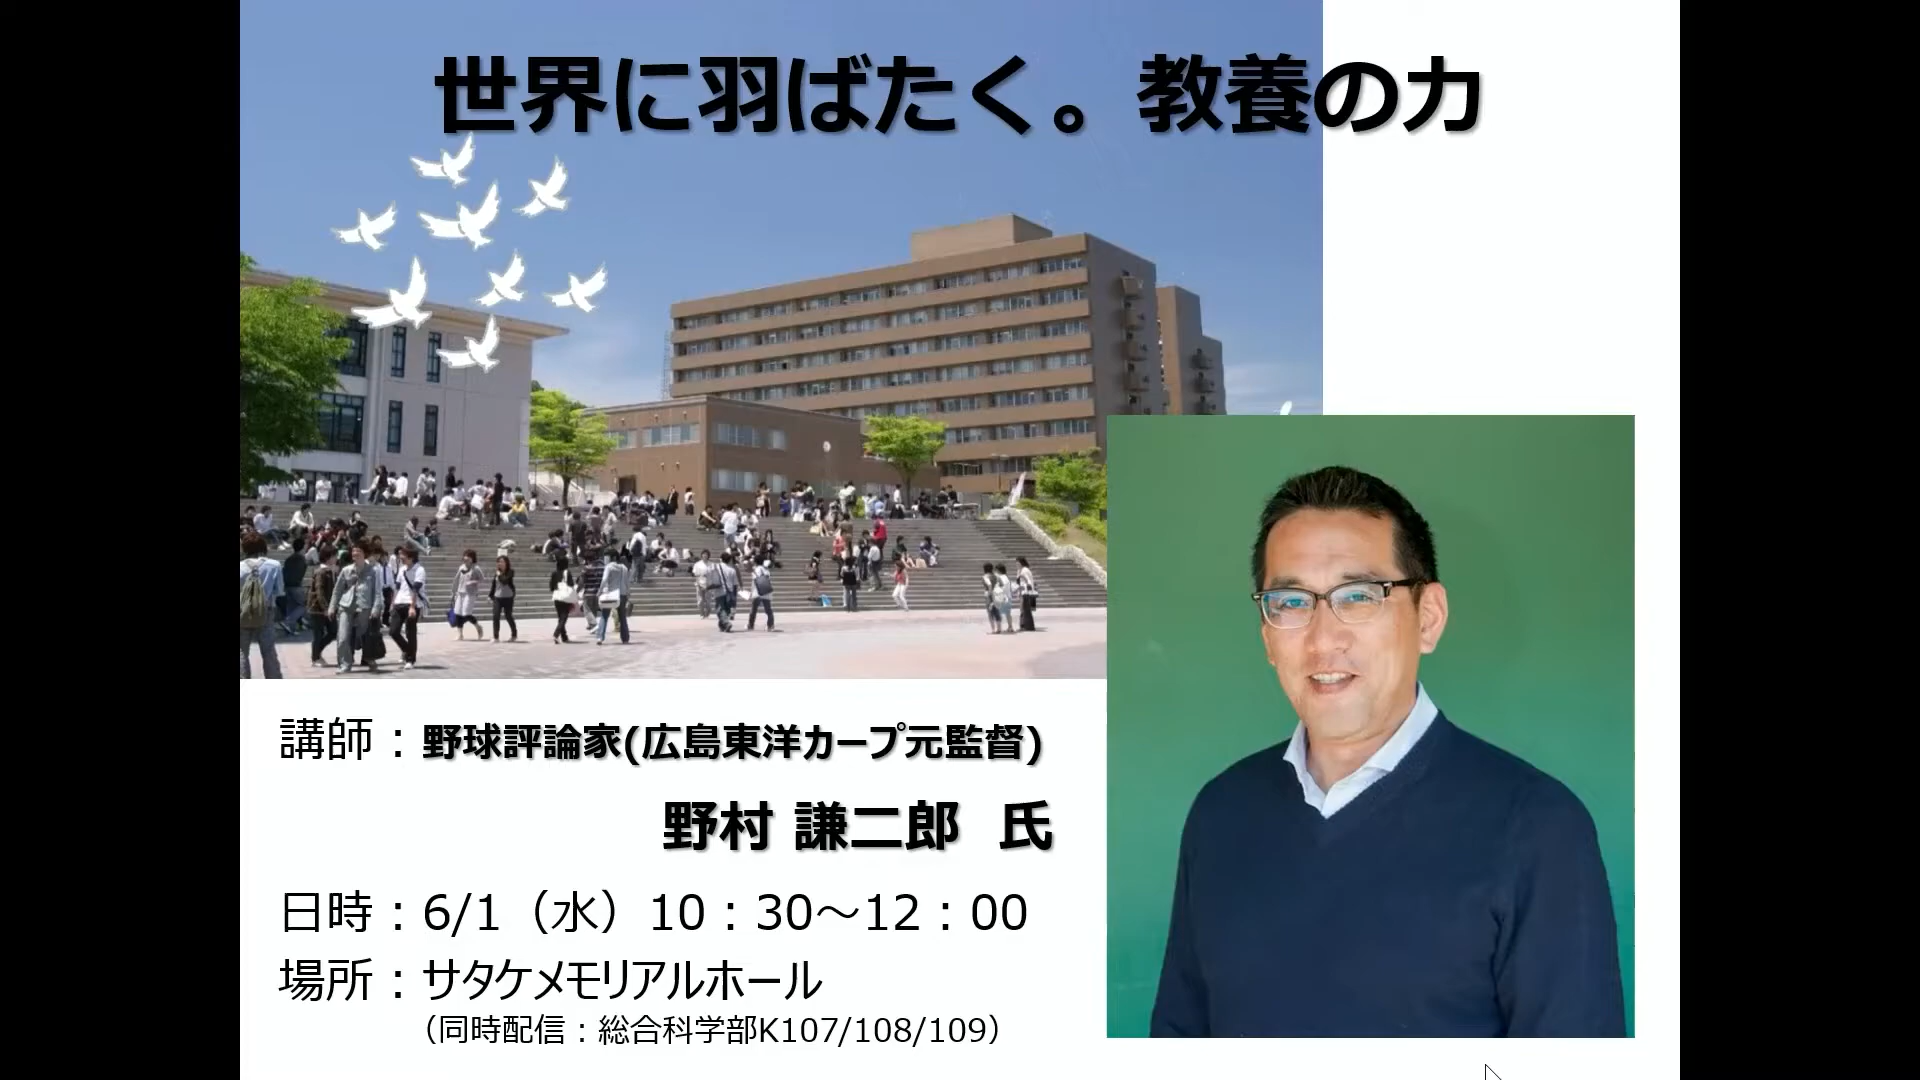 世界に羽ばたく。教養の力
講師：野球評論家(広島東洋カープ元監督)
野村 謙二郎 氏
日時：6/1（水）10：30～12：00
場所：サタケメモリアルホール
（同時配信：総合科学部K107/108/109）